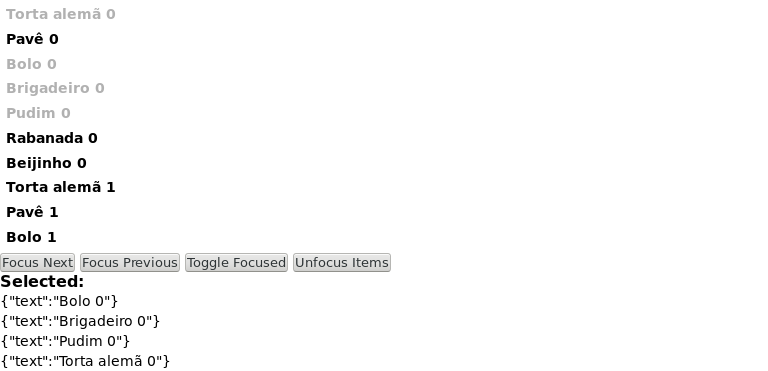 Torta alemã 0
Pavê 0
Bolo 0
Brigadeiro 0
Pudim 0
Rabanada 0
Beijinho 0
Torta alemã 1
Pavê 1
Bolo 1
Focus Next Focus Previous Toggle Focused Unfocus Items
Selected:
{"text":"Bolo 0"}
{"text":"Brigadeiro 0"}
{"text":"Pudim 0"}
{"text":"Torta alemã 0"}